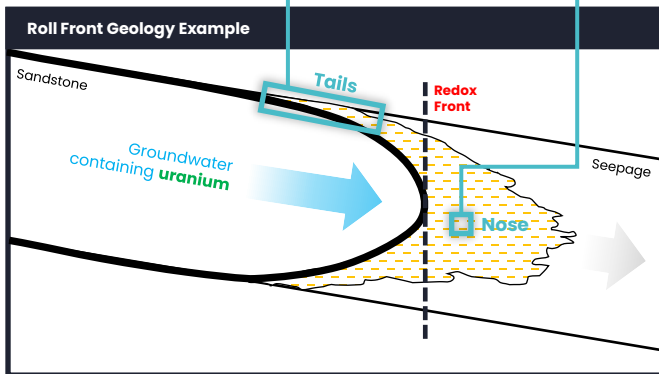 Roll Front Geology Example
Sandstone
Tails
Redox
Front
Groundwater
containing uranium
Seepage
Nose